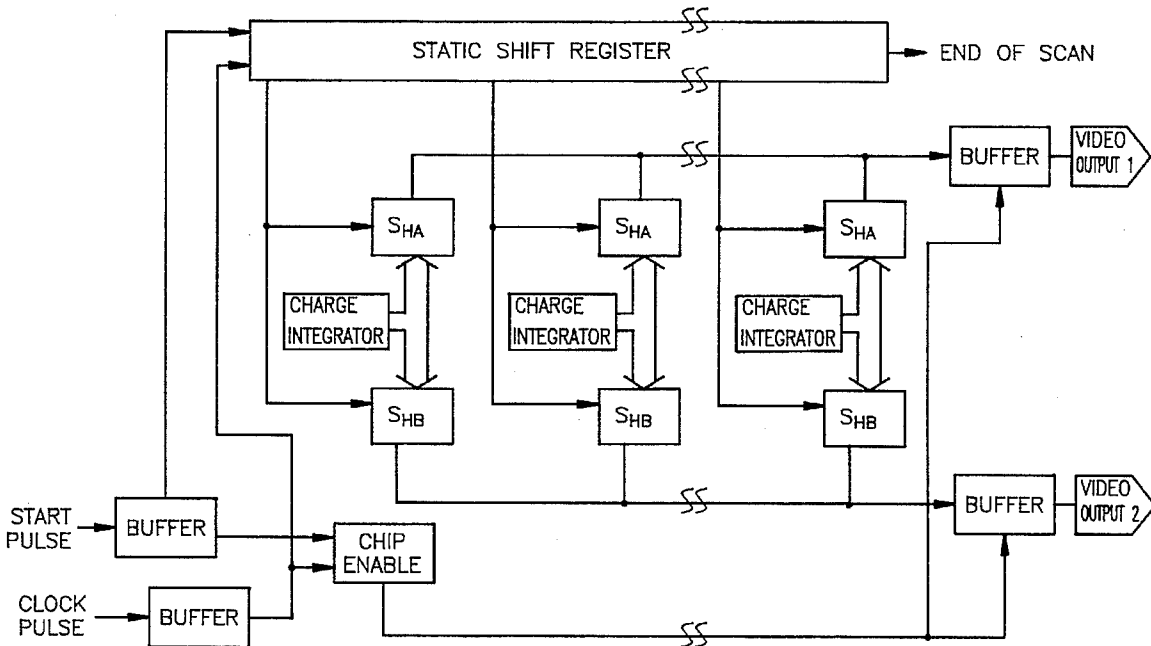 STATIC SHIFT REGISTER
END OF SCAN
BUFFER
VIDEO
OUTPUT 1
SHA
SHA
SHA
CHARGE
INTEGRATOR
CHARGE
INTEGRATOR
CHARGE
INTEGRATOR
SHB
SHB
SHB
BUFFER
VIDEO
OUTPUT 2
START
PULSE
BUFFER
CHIP
ENABLE
CLOCK
PULSE
BUFFER